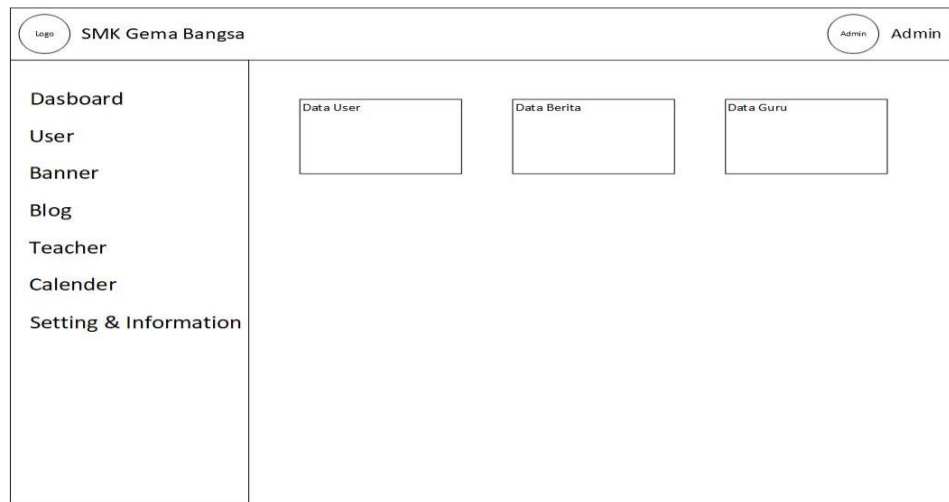 Logo
SMK Gema Bangsa
Admin
Admin
Dasboard
User
Banner
Blog
Teacher
Calender
Setting & Information
Data User
Data Berita
Data Guru